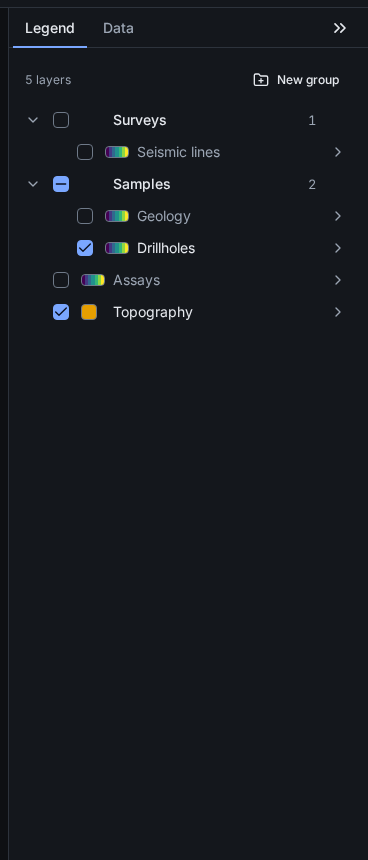 Legend Data
5 layers New group
Surveys 1
Seismic lines
Samples 2
Geology
Drillholes
Assays
Topography